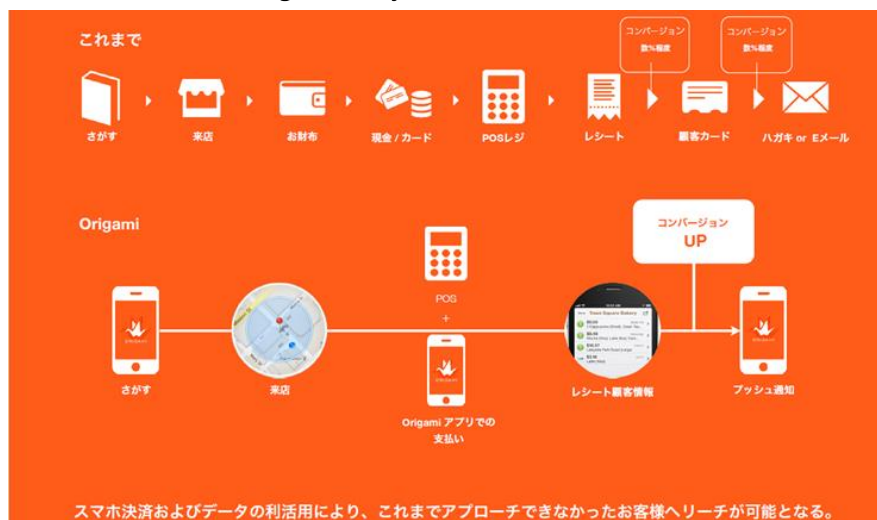 これまで
コンバージョン
数%程度
コンバージョン
数%程度
さがす
来店
お財布
現金 / カード
POSレジ
レシート
顧客カード
ハガキ or Eメール
Origami
コンバージョン
UP
POS
+
さがす
来店
Origami アプリでの
支払い
レシート顧客情報
プッシュ通知
スマホ決済およびデータの利活用により、これまでアプローチできなかったお客様へリーチが可能となる。